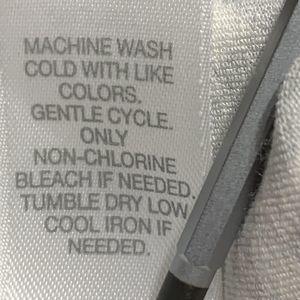 MACHINE WASH
COLD WITH LIKE
COLORS.
GENTLE CYCLE.
ONLY
NON-CHLORINE
BLEACH IF NEEDED.
TUMBLE DRY LOW
COOL IRON IF
NEEDED.